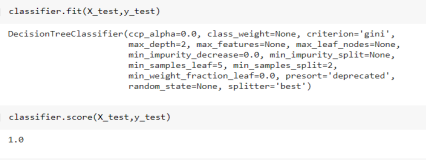 classifier.fit(X_test,y_test)
DecisionTreeClassifier(ccp_alpha=0.0, class_weight=None, criterion='gini',
max_depth=2, max_features=None, max_leaf_nodes=None,
min_impurity_decrease=0.0, min_impurity_split=None,
min_samples_leaf=5, min_samples_split=2,
min_weight_fraction_leaf=0.0, presort='deprecated',
random_state=None, splitter='best')
classifier.score(X_test,y_test)
1.0